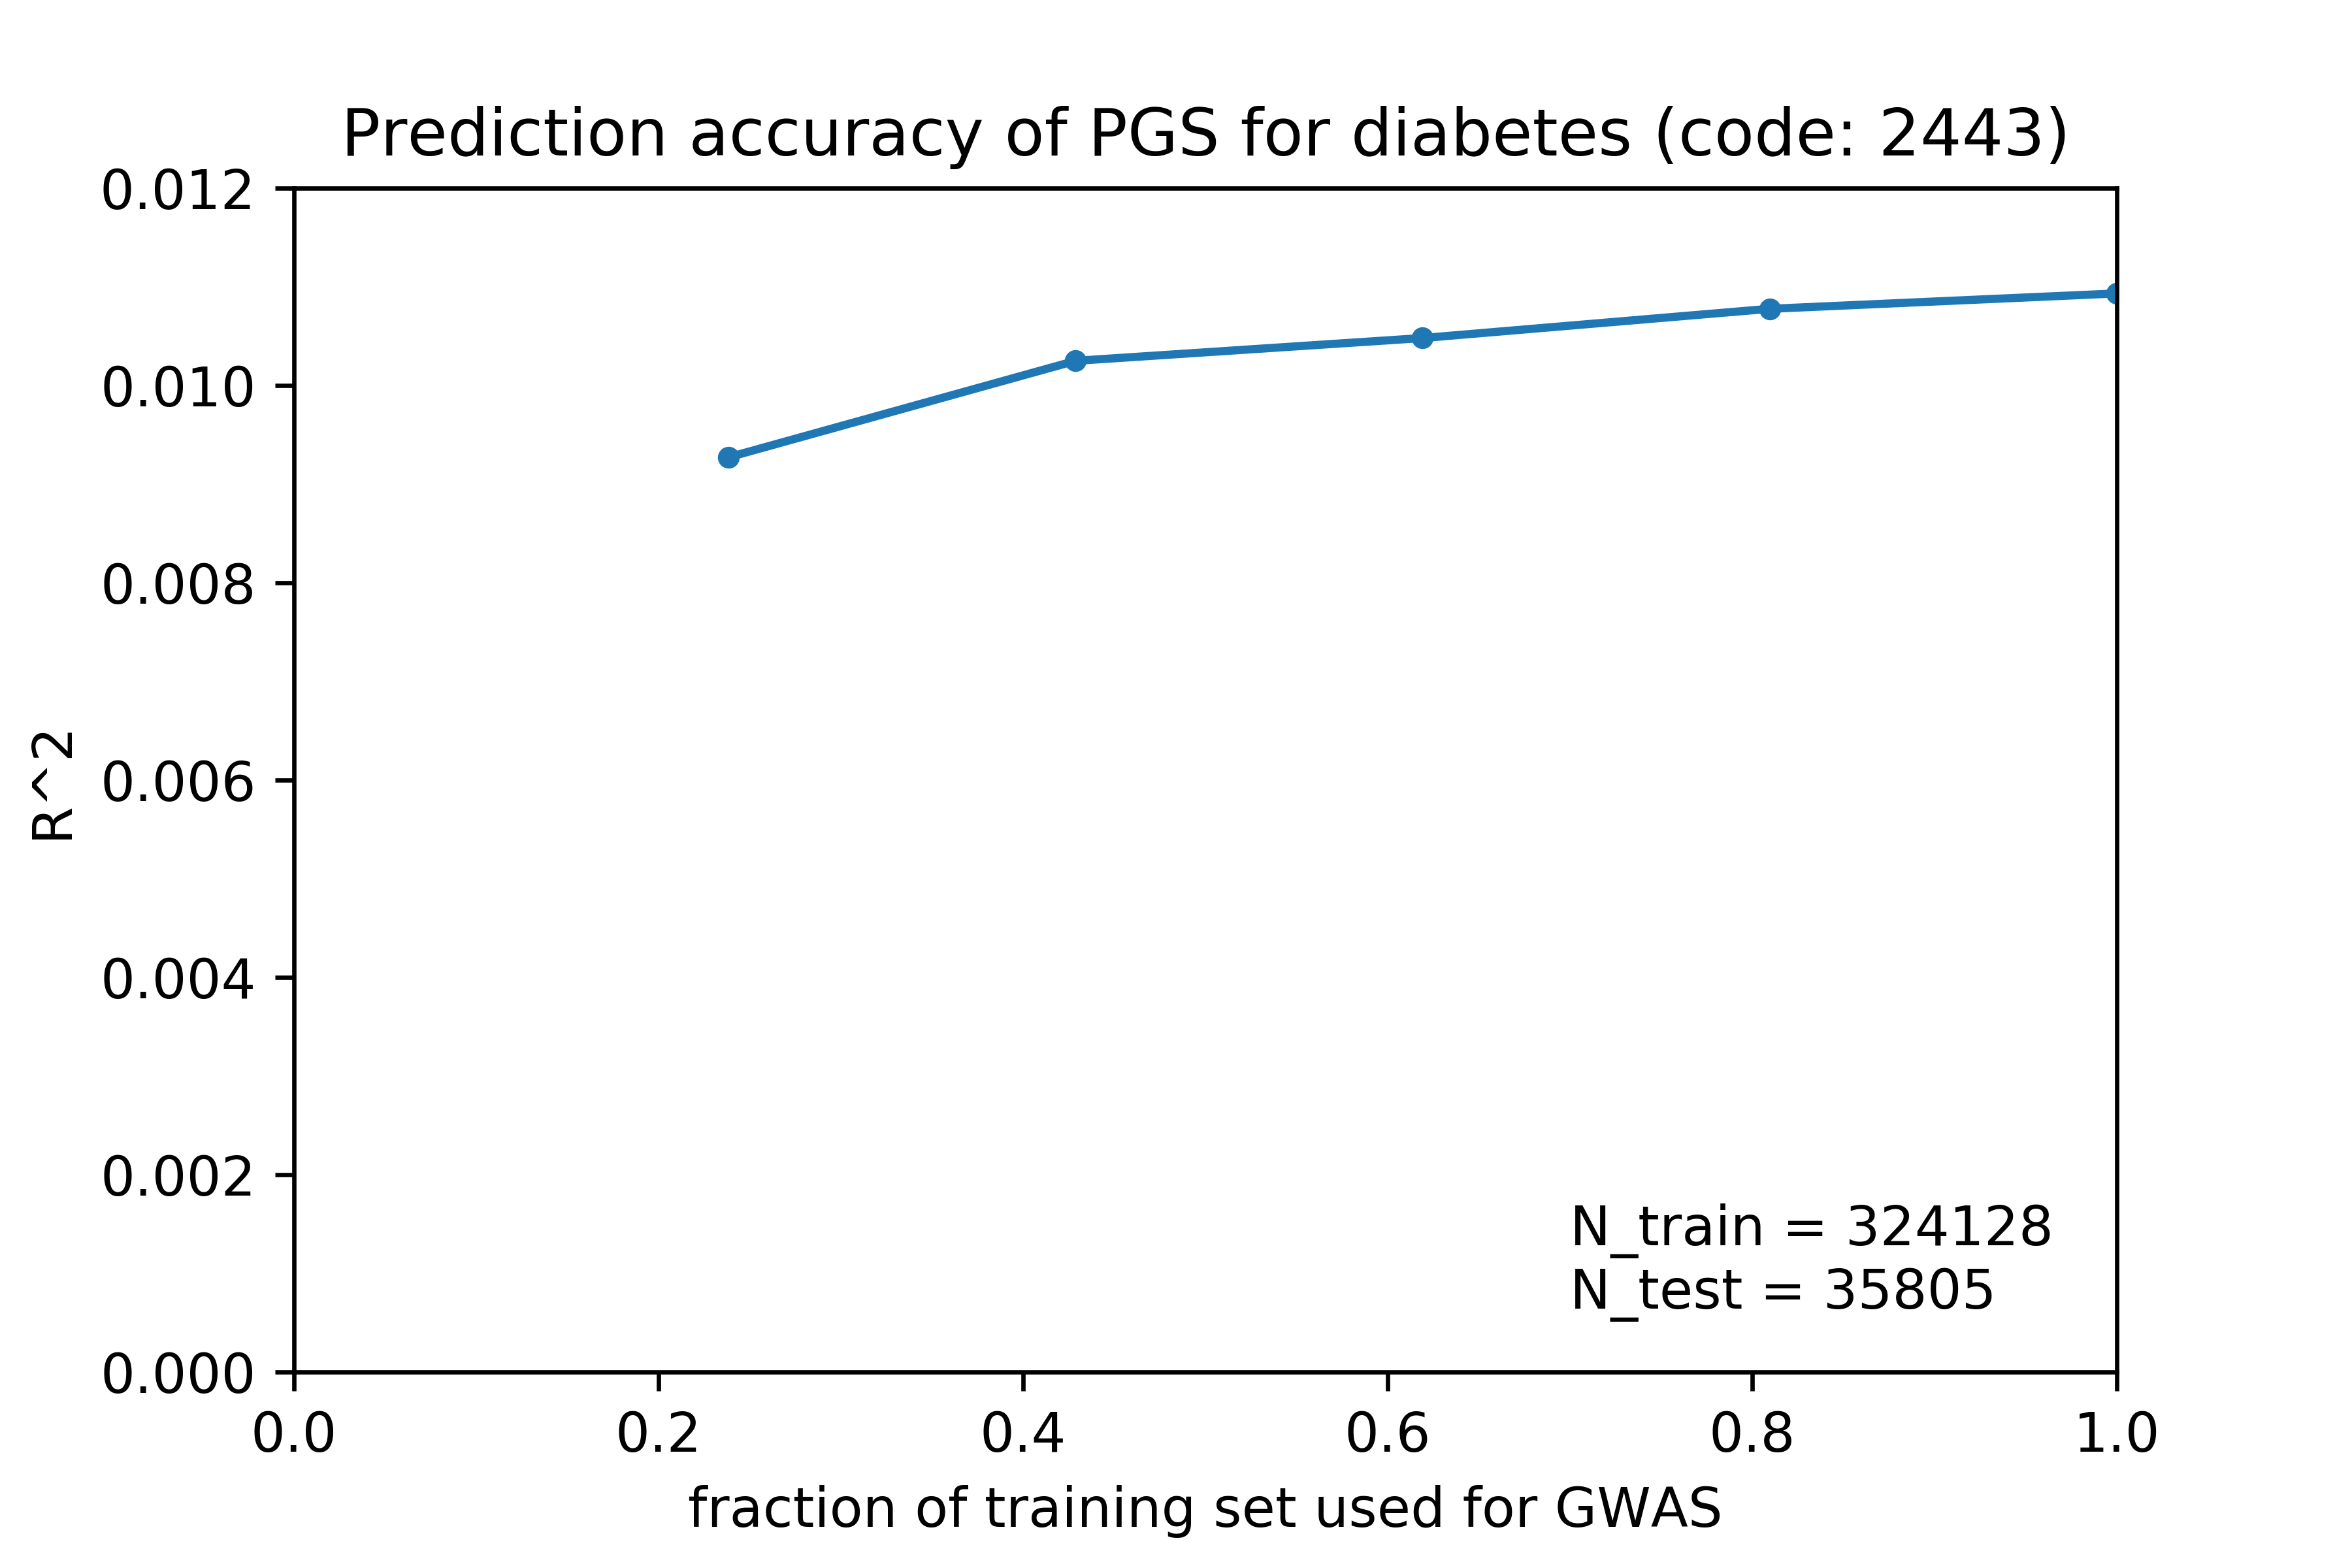 Prediction accuracy of PGS for diabetes (code: 2443)
0.012
0.010
0.008
0.006
0.004
0.002
0.000
R^2
N_train = 324128
N_test = 35805
0.0 0.2 0.4 0.6 0.8 1.0
fraction of training set used for GWAS